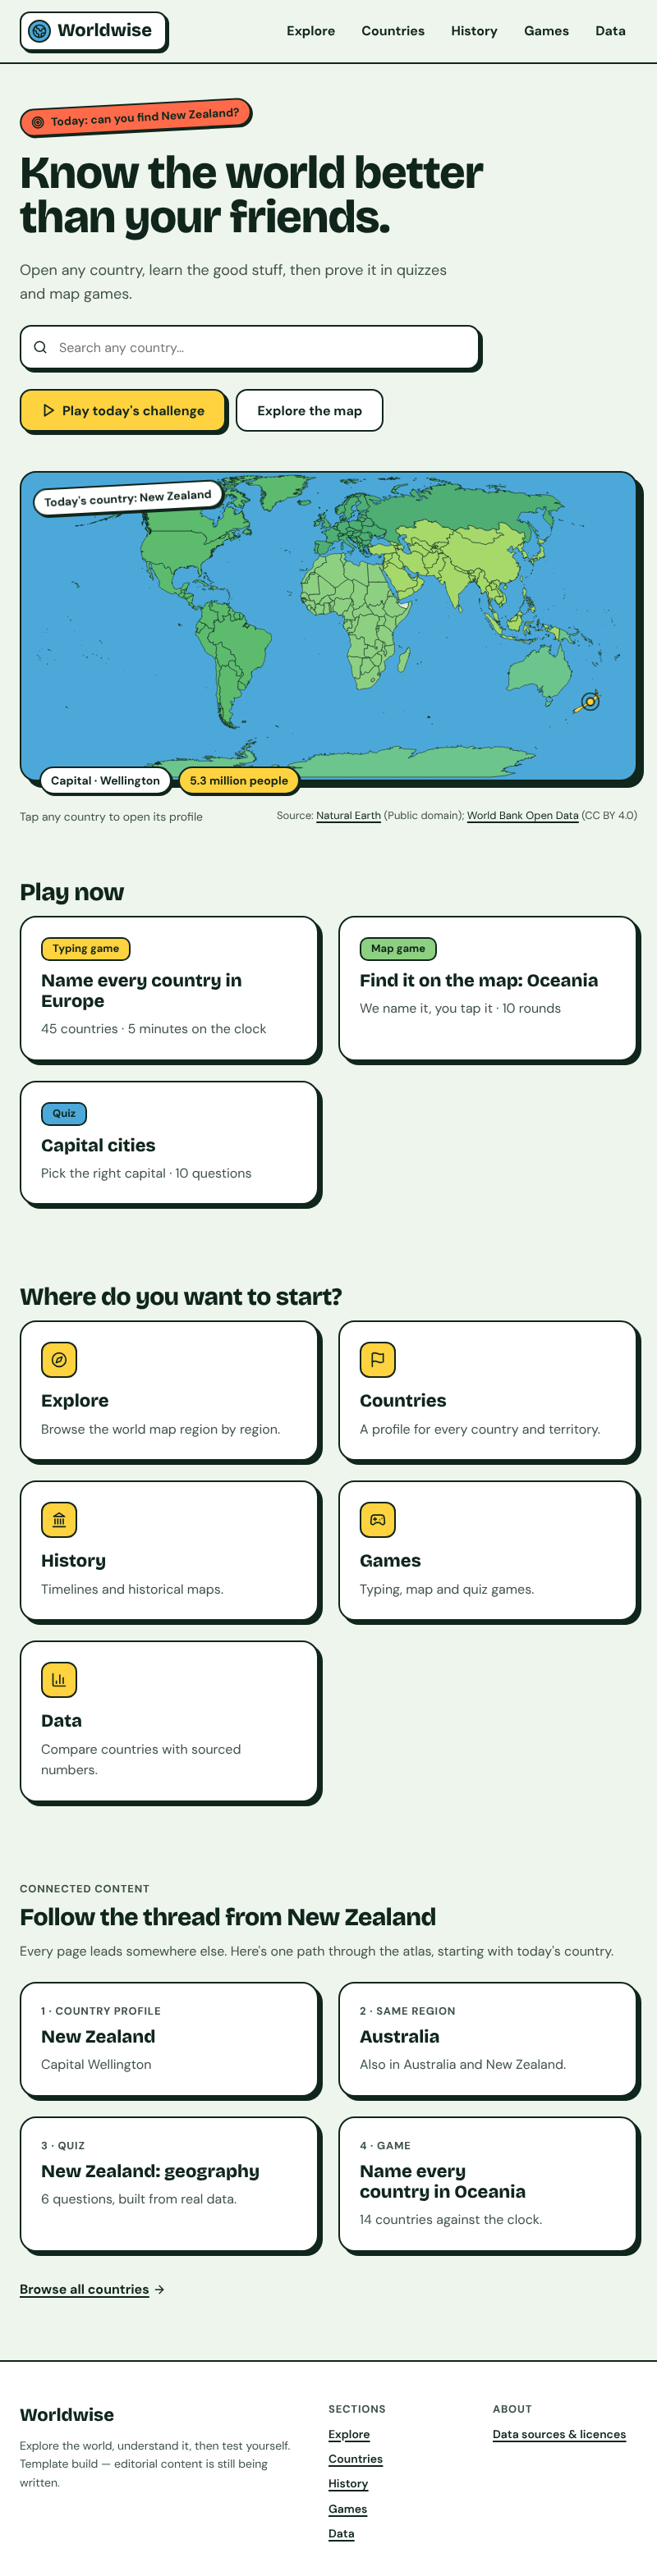 Worldwise
Explore
Countries
History
Games
Data
Today: can you find New Zealand?
Know the world better
than your friends.
Open any country, learn the good stuff, then prove it in quizzes
and map games.
Search any country...
Play today's challenge
Explore the map
Today's country: New Zealand
Capital · Wellington
5.3 million people
Tap any country to open its profile
Source: Natural Earth (Public domain); World Bank Open Data (CC BY 4.0)
Play now
Typing game
Name every country in
Europe
45 countries · 5 minutes on the clock
Map game
Find it on the map: Oceania
We name it, you tap it · 10 rounds
Quiz
Capital cities
Pick the right capital · 10 questions
Where do you want to start?
Explore
Browse the world map region by region.
Countries
A profile for every country and territory.
History
Timelines and historical maps.
Games
Typing, map and quiz games.
Data
Compare countries with sourced
numbers.
CONNECTED CONTENT
Follow the thread from New Zealand
Every page leads somewhere else. Here's one path through the atlas, starting with today's country.
1 · COUNTRY PROFILE
New Zealand
Capital Wellington
2 · SAME REGION
Australia
Also in Australia and New Zealand.
3 · QUIZ
New Zealand: geography
6 questions, built from real data.
4 · GAME
Name every
country in Oceania
14 countries against the clock.
Browse all countries →
Worldwise
Explore the world, understand it, then test yourself.
Template build — editorial content is still being
written.
SECTIONS
Explore
Countries
History
Games
Data
ABOUT
Data sources & licences